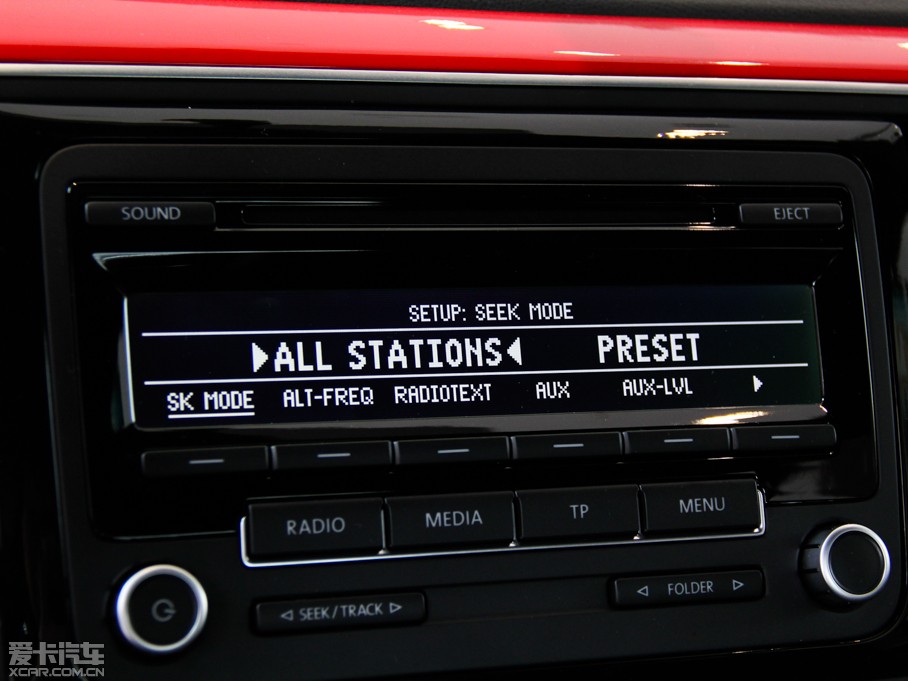 SOUND EJECT
SETUP: SEEK MODE
ALL STATIONS PRESET
SK MODE ALT-FREQ RADIOTEXT AUX AUX-LVL
RADIO MEDIA TP MENU
SEEK/TRACK FOLDER
爱卡汽车
XCAR.COM.CN